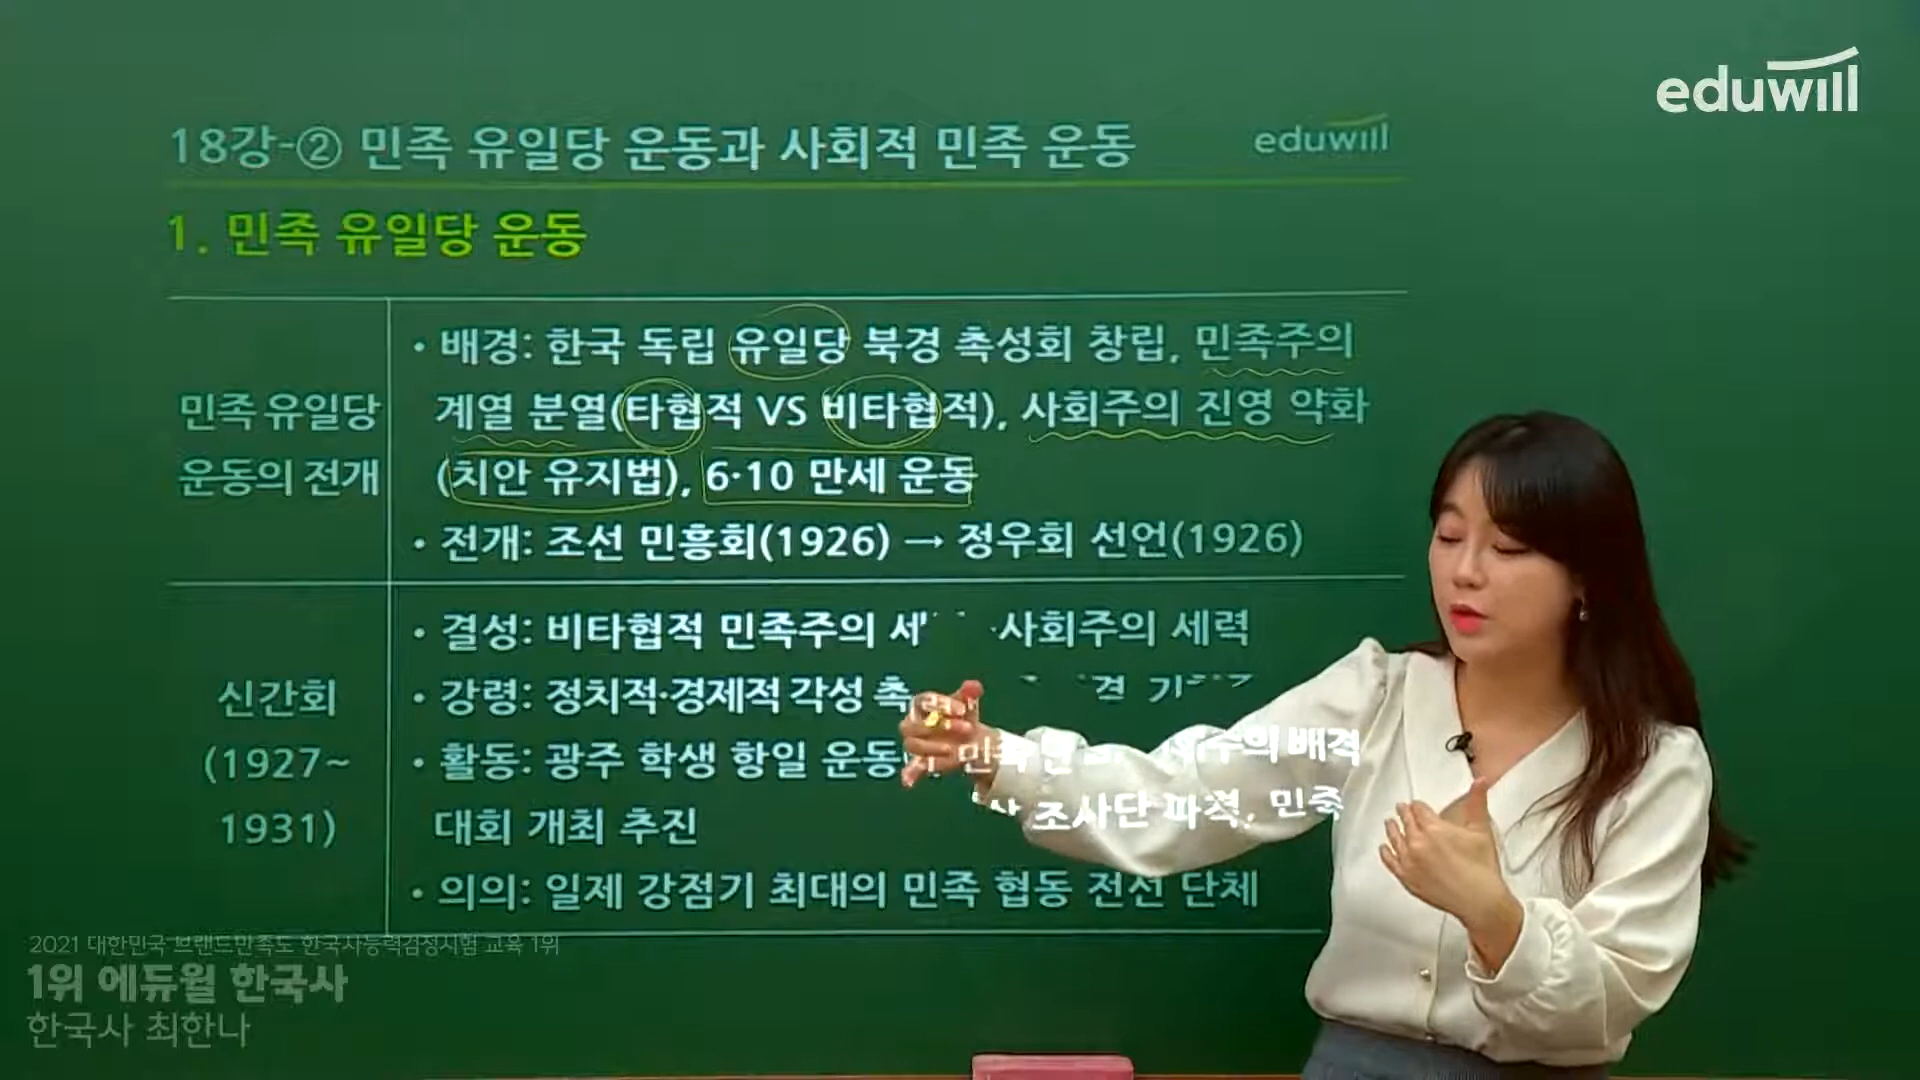 eduwill
18강-② 민족 유일당 운동과 사회적 민족 운동
eduwill
1. 민족 유일당 운동
민족 유일당
운동의 전개
• 배경: 한국 독립 유일당 북경 촉성회 창립, 민족주의
계열 분열(타협적 VS 비타협적), 사회주의 진영 약화
(치안 유지법), 6·10 만세 운동
• 전개: 조선 민흥회(1926) → 정우회 선언(1926)
신간회
(1927~
1931)
• 결성: 비타협적 민족주의 사회주의 세력
• 강령: 정치적·경제적 각성
• 활동: 광주 학생 항일 운동 조사단 파견, 민중
대회 개최 추진
• 의의: 일제 강점기 최대의 민족 협동 전선 단체
2021 대한민국 브랜드만족도 한국사능력검정시험 교육 1위
1위 에듀윌 한국사
한국사 최한나